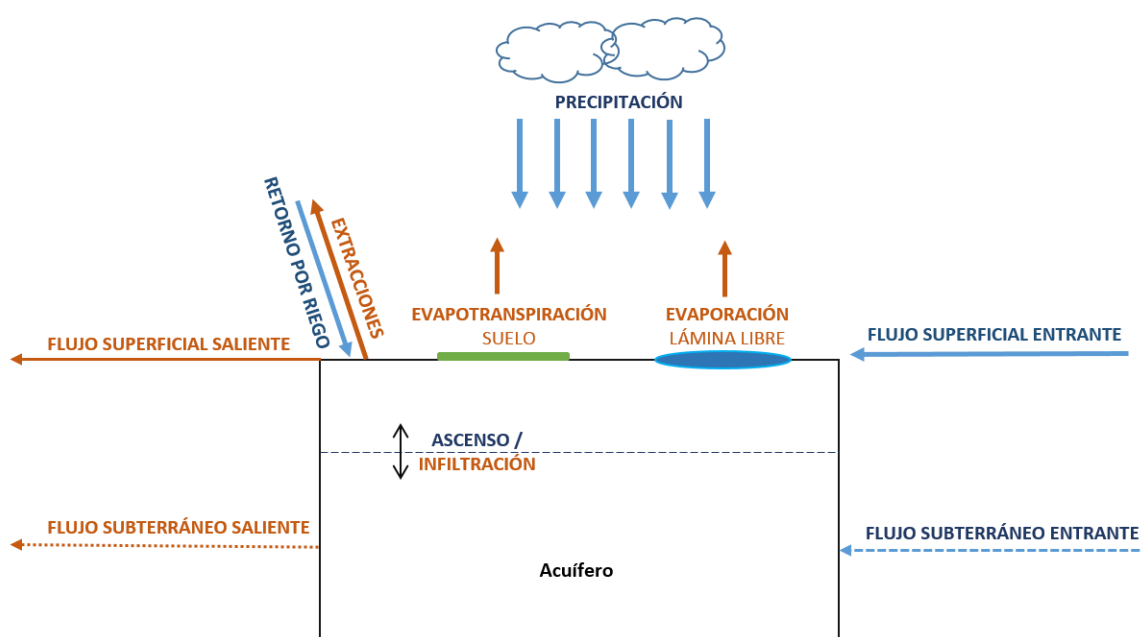 PRECIPITACIÓN
RETORNO POR RIEGO
EXTRACCIONES
EVAPOTRANSPIRACIÓN
SUELO
EVAPORACIÓN
LÁMINA LIBRE
FLUJO SUPERFICIAL SALIENTE
FLUJO SUPERFICIAL ENTRANTE
ASCENSO /
INFILTRACIÓN
FLUJO SUBTERRÁNEO SALIENTE
FLUJO SUBTERRÁNEO ENTRANTE
Acuífero